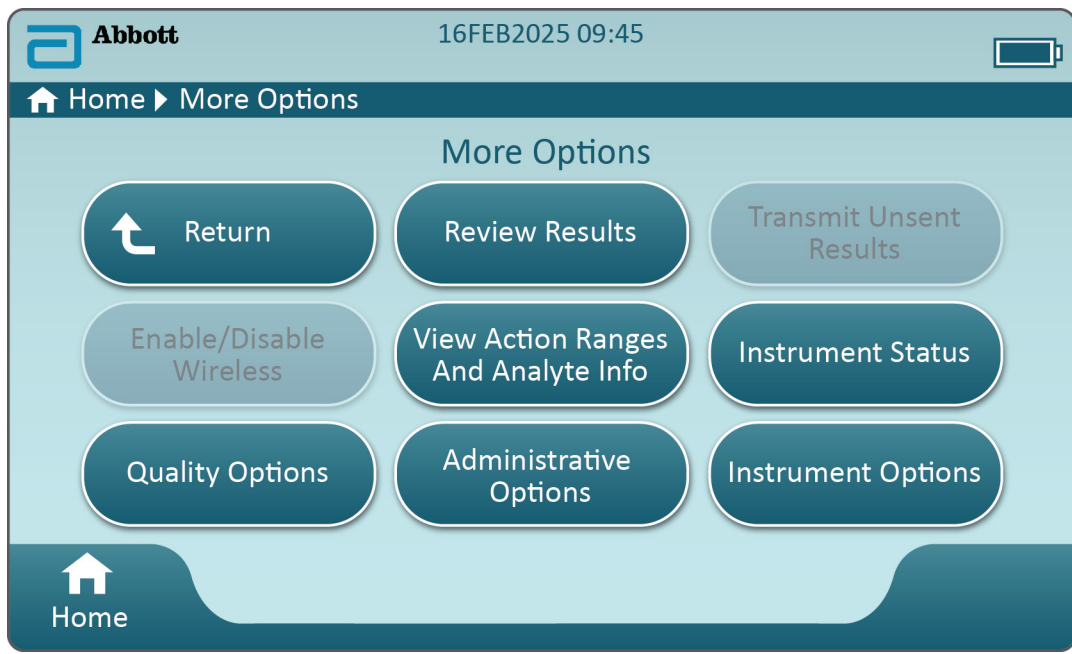 Abbott
16FEB2025 09:45
Home
More Options
More Options
Return
Review Results
Transmit Unsent
Results
Enable/Disable
Wireless
View Action Ranges
And Analyte Info
Instrument Status
Quality Options
Administrative
Options
Instrument Options
Home